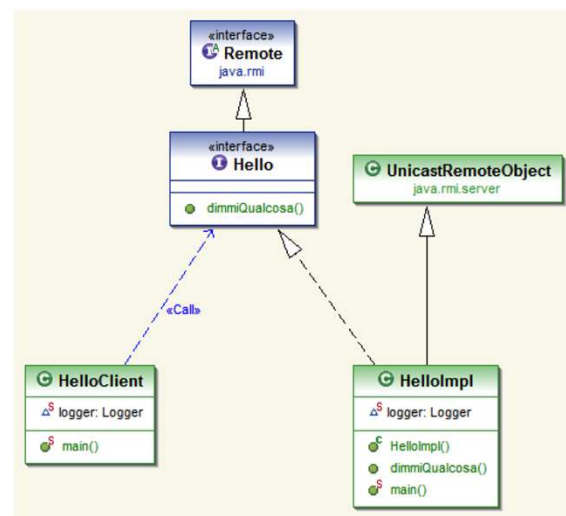 «interface»
Remote
java.rmi
«interface»
Hello
dimmiQualcosa()
UnicastRemoteObject
java.rmi.server
«Call»
HelloClient
logger: Logger
main()
HelloImpl
logger: Logger
HelloImpl()
dimmiQualcosa()
main()